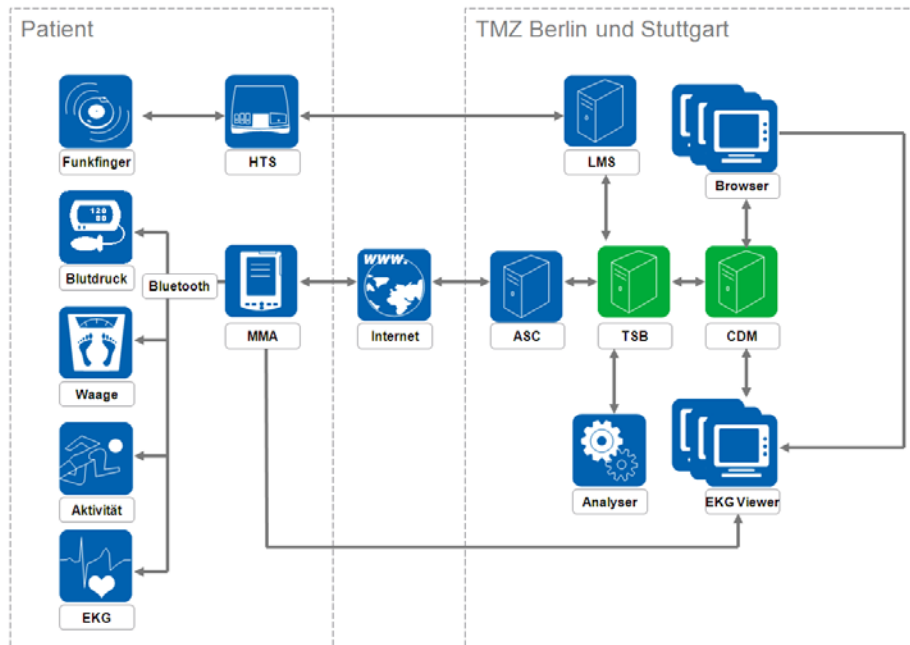 Patient
TMZ Berlin und Stuttgart
Funkfinger
HTS
LMS
Browser
120
80
Blutdruck
Bluetooth
www.
MMA
Internet
ASC
TSB
CDM
Waage
Aktivität
Analyser
EKG Viewer
EKG